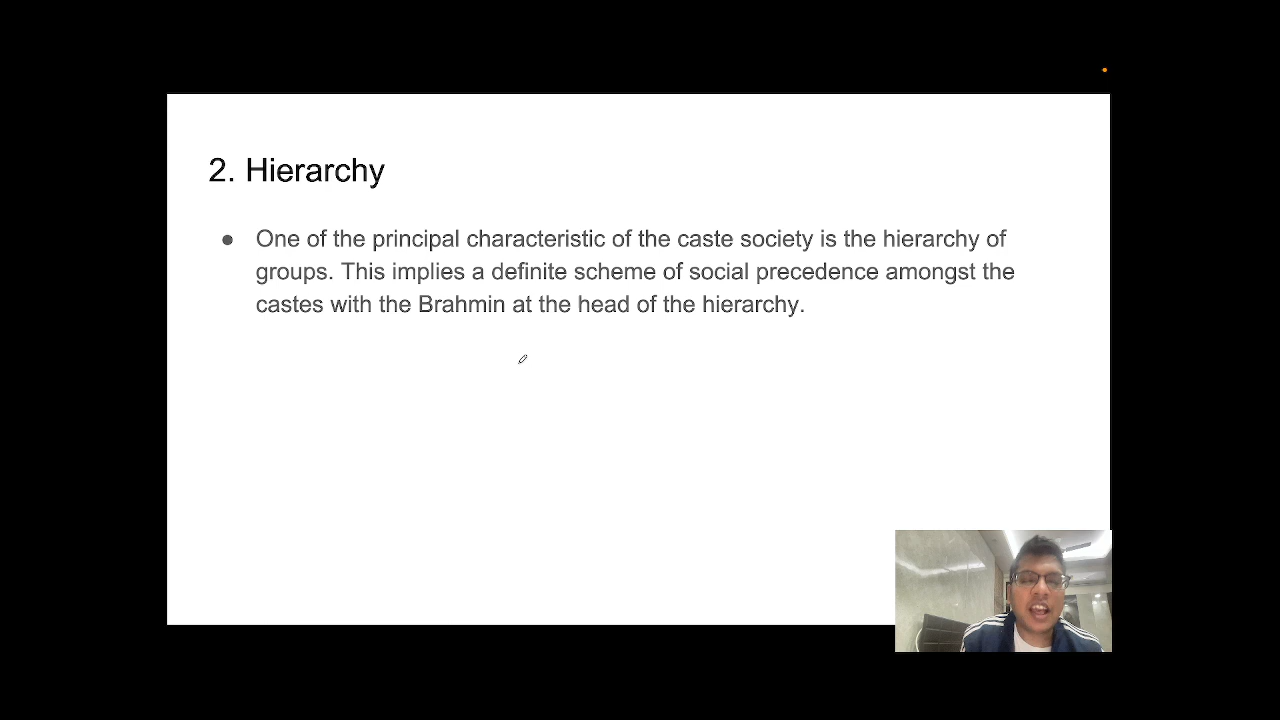 2. Hierarchy
● One of the principal characteristic of the caste society is the hierarchy of
groups. This implies a definite scheme of social precedence amongst the
castes with the Brahmin at the head of the hierarchy.